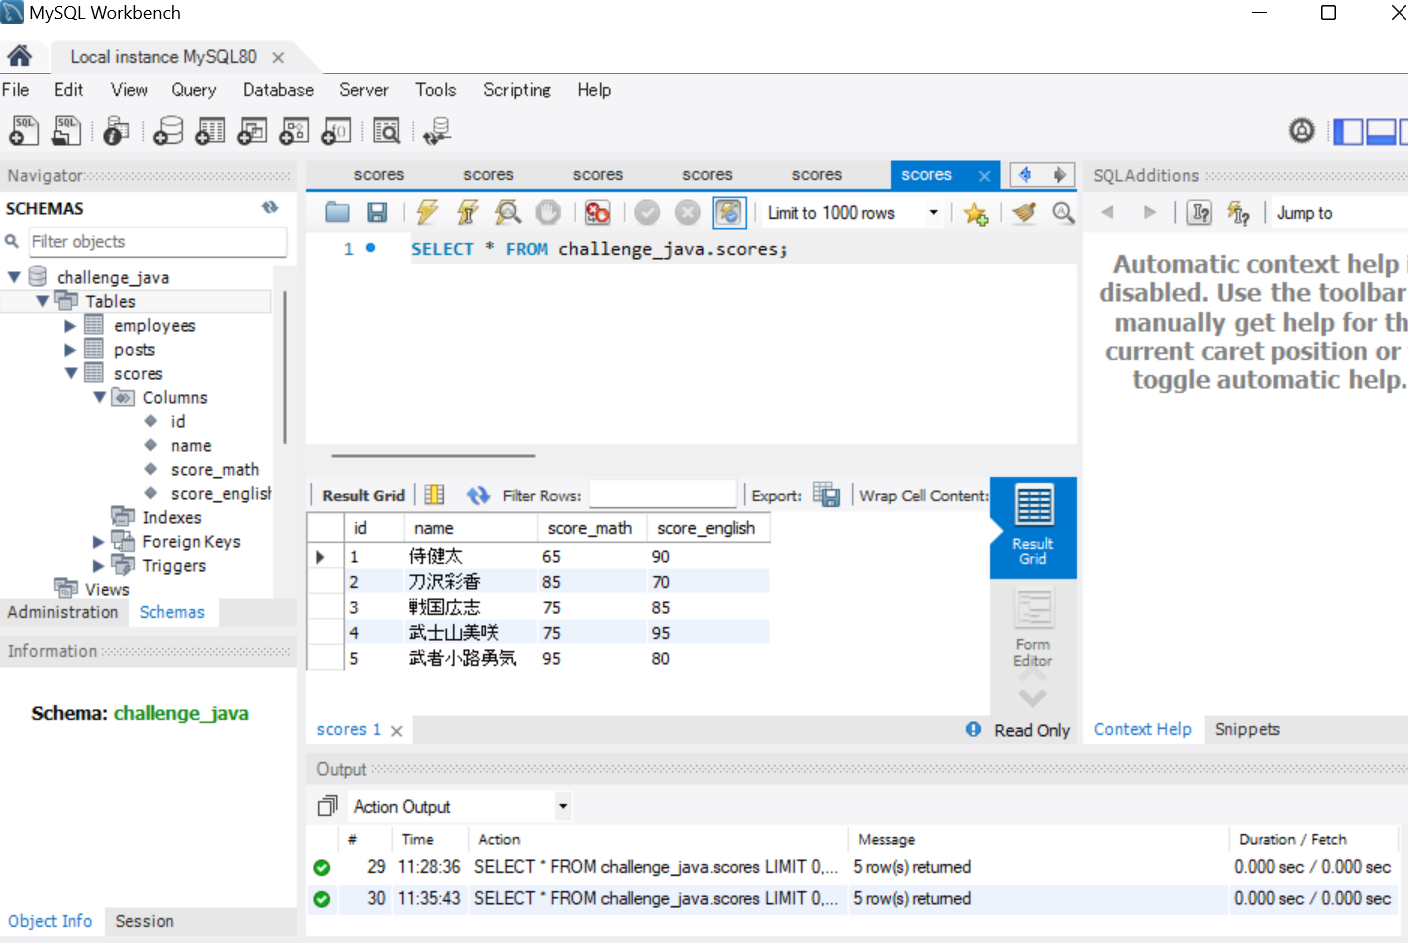 MySQL Workbench
Local instance MySQL80
File Edit View Query Database Server Tools Scripting Help
Navigator
SCHEMAS
Filter objects
challenge_java
Tables
employees
posts
scores
Columns
id
name
score_math
score_english
Indexes
Foreign Keys
Triggers
Views
Administration Schemas
Information
Schema: challenge_java
Object Info Session
scores scores scores scores scores scores
Limit to 1000 rows
1 SELECT * FROM challenge_java.scores;
Result Grid Filter Rows: Export: Wrap Cell Content:
id name score_math score_english
1 侍健太 65 90
2 刀沢彩香 85 70
3 戦国広志 75 85
4 武士山美咲 75 95
5 武者小路勇気 95 80
Result
Grid
Form
Editor
scores 1 Read Only
SQLAdditions
Jump to
Automatic context help
disabled. Use the toolbar
manually get help for
current caret position or
toggle automatic help.
Context Help Snippets
Output
Action Output
# Time Action Message Duration / Fetch
29 11:28:36 SELECT * FROM challenge_java.scores LIMIT 0,... 5 row(s) returned 0.000 sec / 0.000 sec
30 11:35:43 SELECT * FROM challenge_java.scores LIMIT 0,... 5 row(s) returned 0.000 sec / 0.000 sec